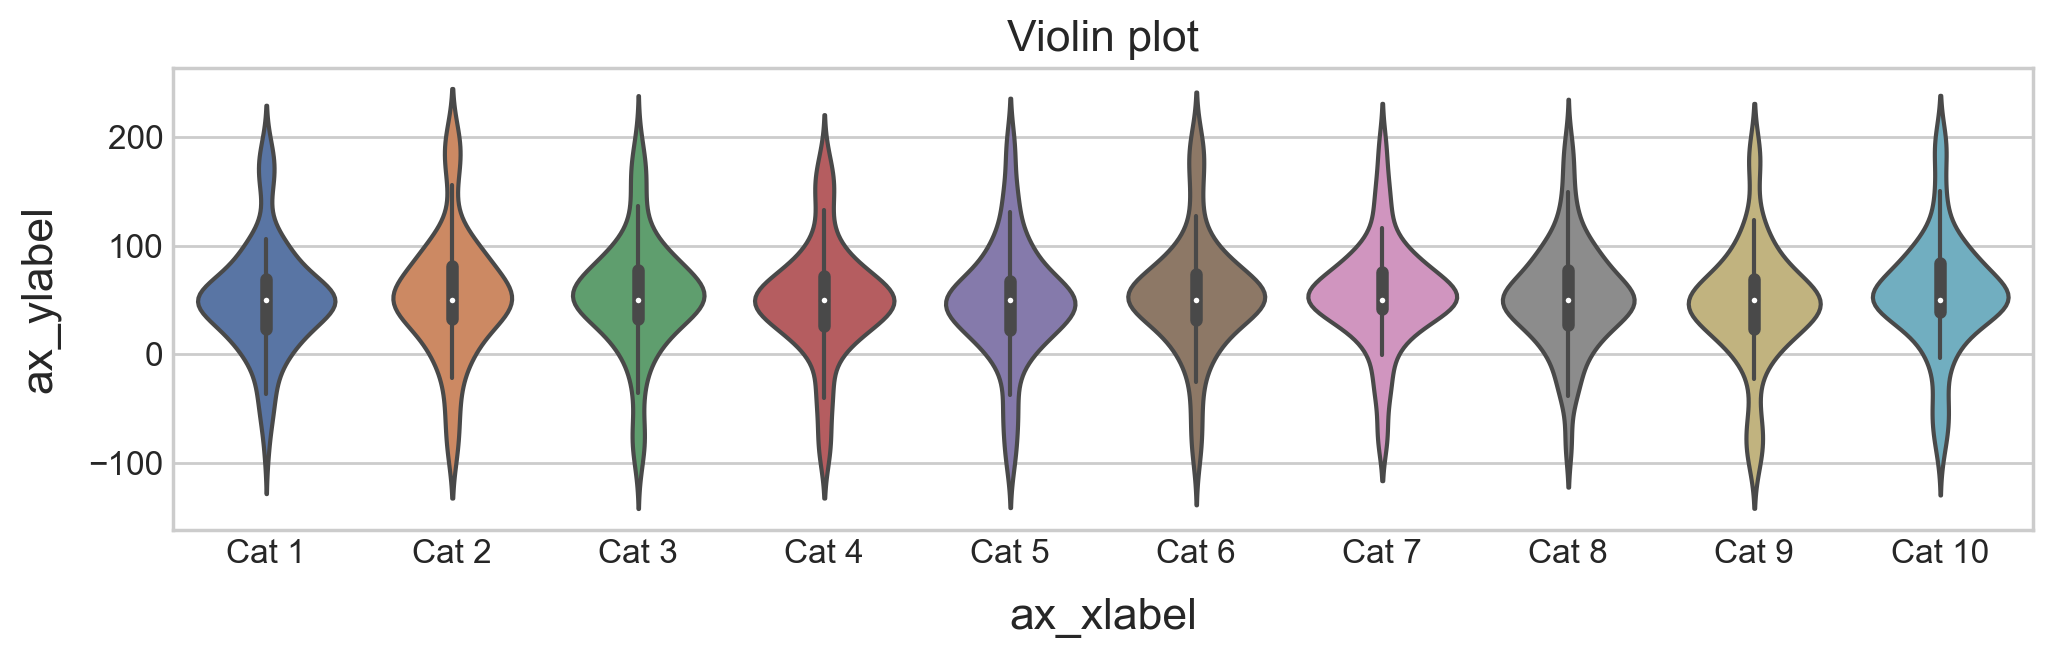 Violin plot
ax_ylabel
200
100
0
−100
Cat 1 Cat 2 Cat 3 Cat 4 Cat 5 Cat 6 Cat 7 Cat 8 Cat 9 Cat 10
ax_xlabel